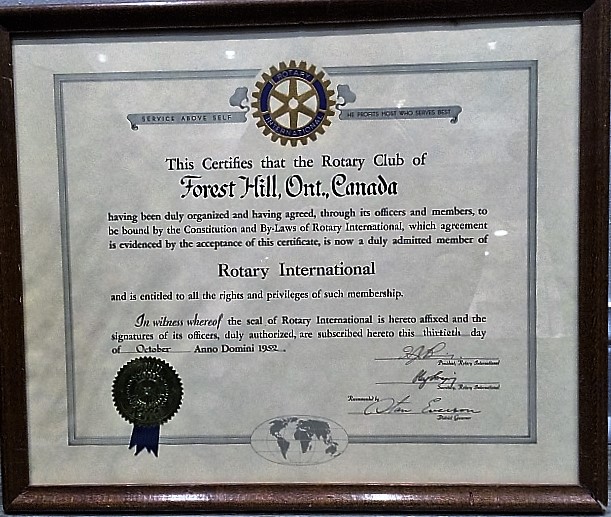 ROTARY
INTERNATIONAL
SERVICE ABOVE SELF
HE PROFITS MOST WHO SERVES BEST
This Certifies that the Rotary Club of
Forest Hill, Ont., Canada
having been duly organized and having agreed, through its officers and members, to
be bound by the Constitution and By-Laws of Rotary International, which agreement
is evidenced by the acceptance of this certificate, is now a duly admitted member of
Rotary International
and is entitled to all the rights and privileges of such membership.
In witness whereof the seal of Rotary International is hereto affixed and the
signatures of its officers, duly authorized, are subscribed hereto this thirtieth day
of October Anno Domini 1952.
President, Rotary International
Secretary, Rotary International
Recommended by
Stan Everson
District Governor